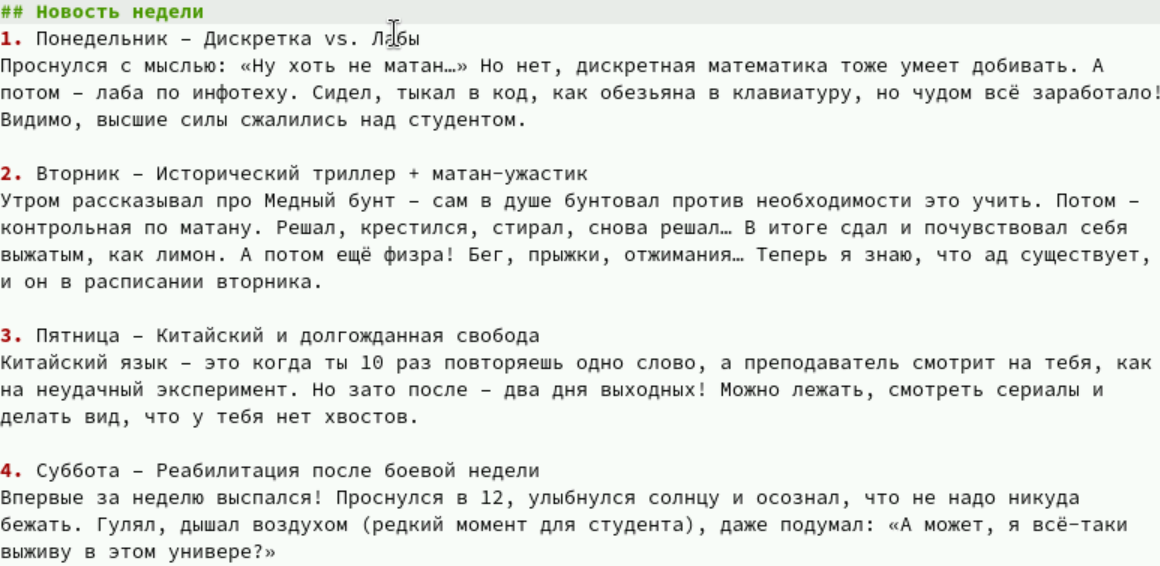 ## Новость недели
1. Понедельник – Дискретка vs. Лабы
Проснулся с мыслью: «Ну хоть не матан…» Но нет, дискретная математика тоже умеет добивать. А
потом – лаба по инфотеху. Сидел, тыкал в код, как обезьяна в клавиатуру, но чудом всё заработало!
Видимо, высшие силы сжалились над студентом.
2. Вторник – Исторический триллер + матан-ужастик
Утром рассказывал про Медный бунт – сам в душе бунтовал против необходимости это учить. Потом –
контрольная по матану. Решал, крестился, стирал, снова решал… В итоге сдал и почувствовал себя
выжатым, как лимон. А потом ещё физра! Бег, прыжки, отжимания… Теперь я знаю, что ад существует,
и он в расписании вторника.
3. Пятница – Китайский и долгожданная свобода
Китайский язык – это когда ты 10 раз повторяешь одно слово, а преподаватель смотрит на тебя, как
на неудачный эксперимент. Но зато после – два дня выходных! Можно лежать, смотреть сериалы и
делать вид, что у тебя нет хвостов.
4. Суббота – Реабилитация после боевой недели
Впервые за неделю выспался! Проснулся в 12, улыбнулся солнцу и осознал, что не надо никуда
бежать. Гулял, дышал воздухом (редкий момент для студента), даже подумал: «А может, я всё-таки
выживу в этом универе?»